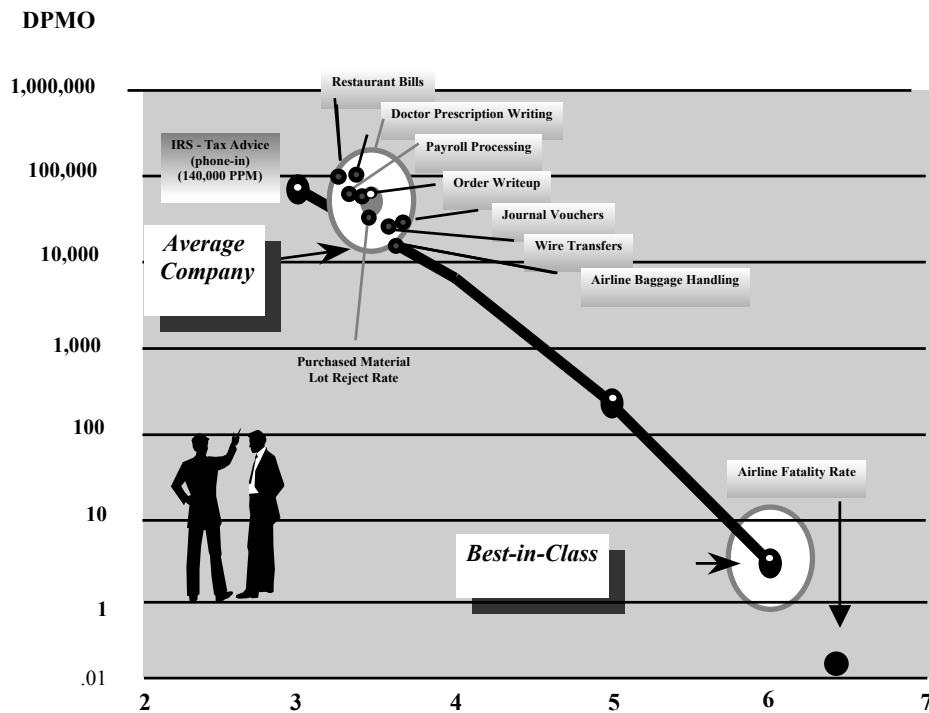 DPMO
1,000,000
Restaurant Bills
Doctor Prescription Writing
IRS - Tax Advice
(phone-in)
(140,000 PPM)
Payroll Processing
100,000
Order Writeup
Journal Vouchers
Average
Company
Wire Transfers
10,000
Airline Baggage Handling
1,000
Purchased Material
Lot Reject Rate
100
Airline Fatality Rate
10
Best-in-Class
1
.01
2 3 4 5 6 7